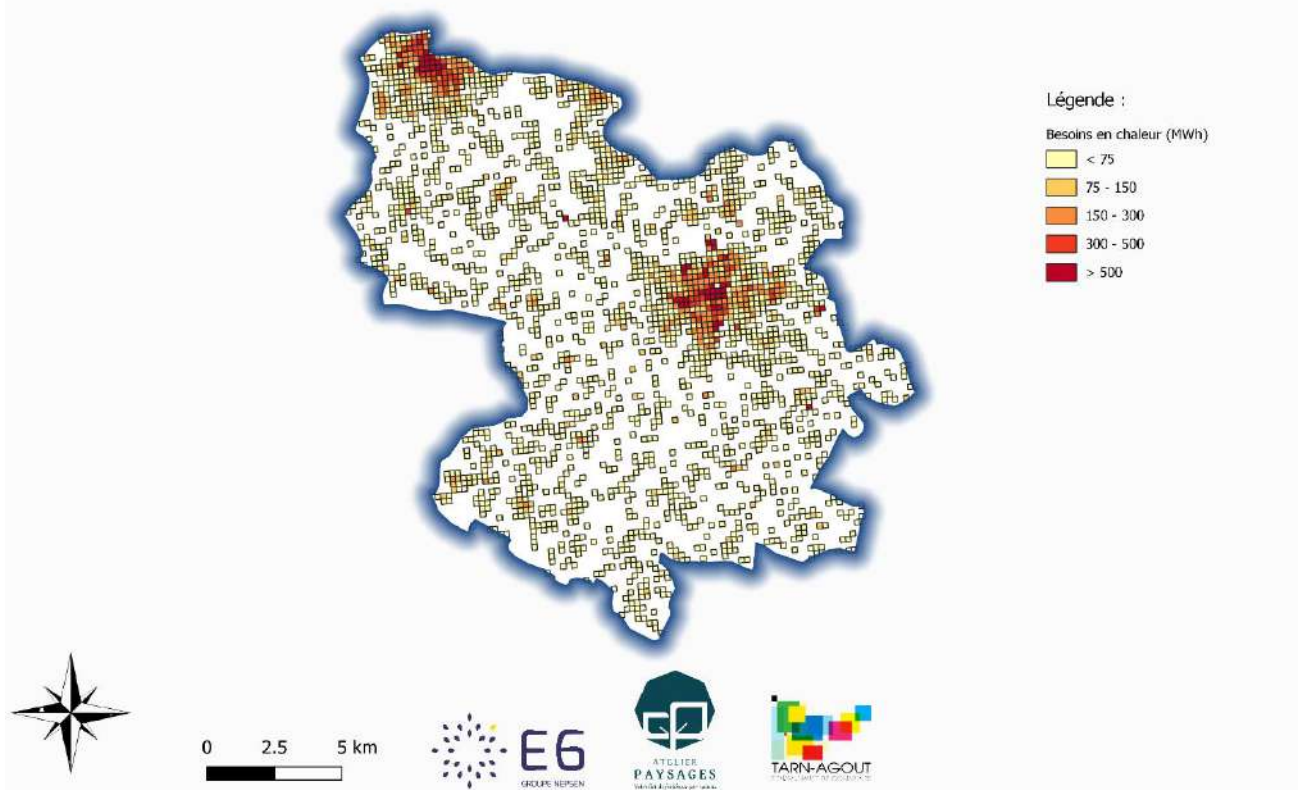 Légende :
Besoins en chaleur (MWh)
< 75
75 - 150
150 - 300
300 - 500
> 500
0 2.5 5 km
E6
GROUPE NEPSEN
ATELIER
PAYSAGES
TARN-AGOUT